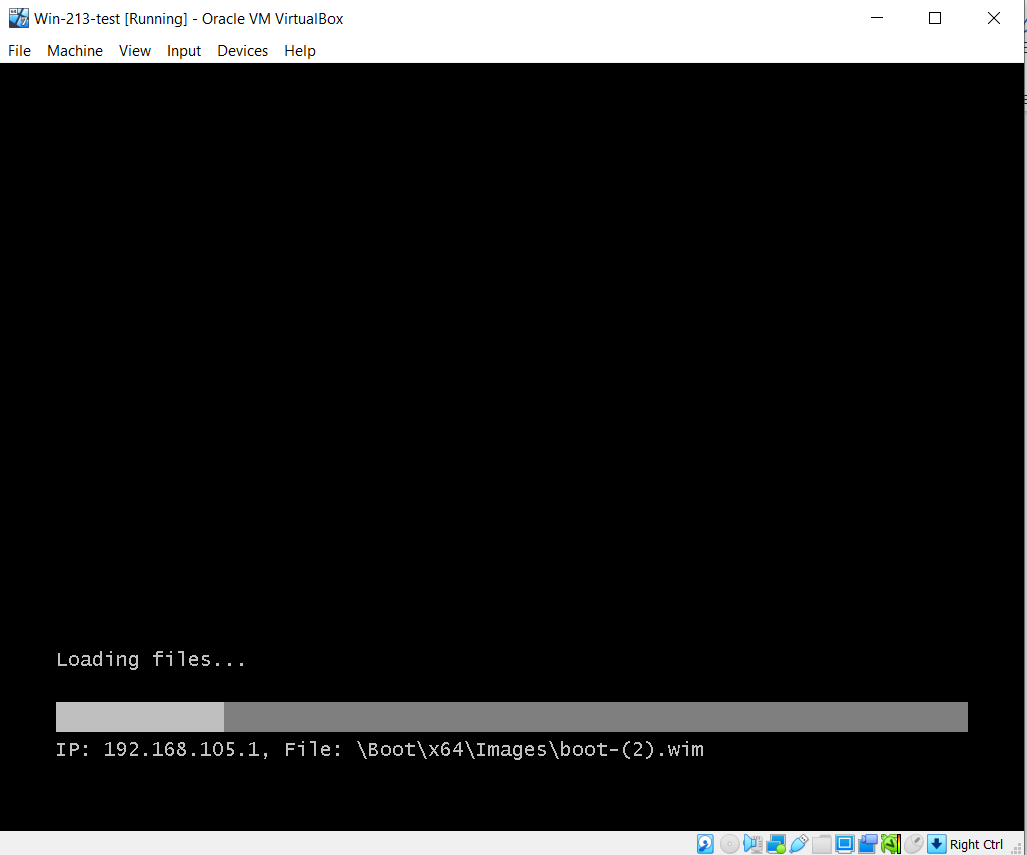 Win-213-test [Running] - Oracle VM VirtualBox
File Machine View Input Devices Help
Loading files...
IP: 192.168.105.1, File: \Boot\x64\Images\boot-(2).wim
Right Ctrl